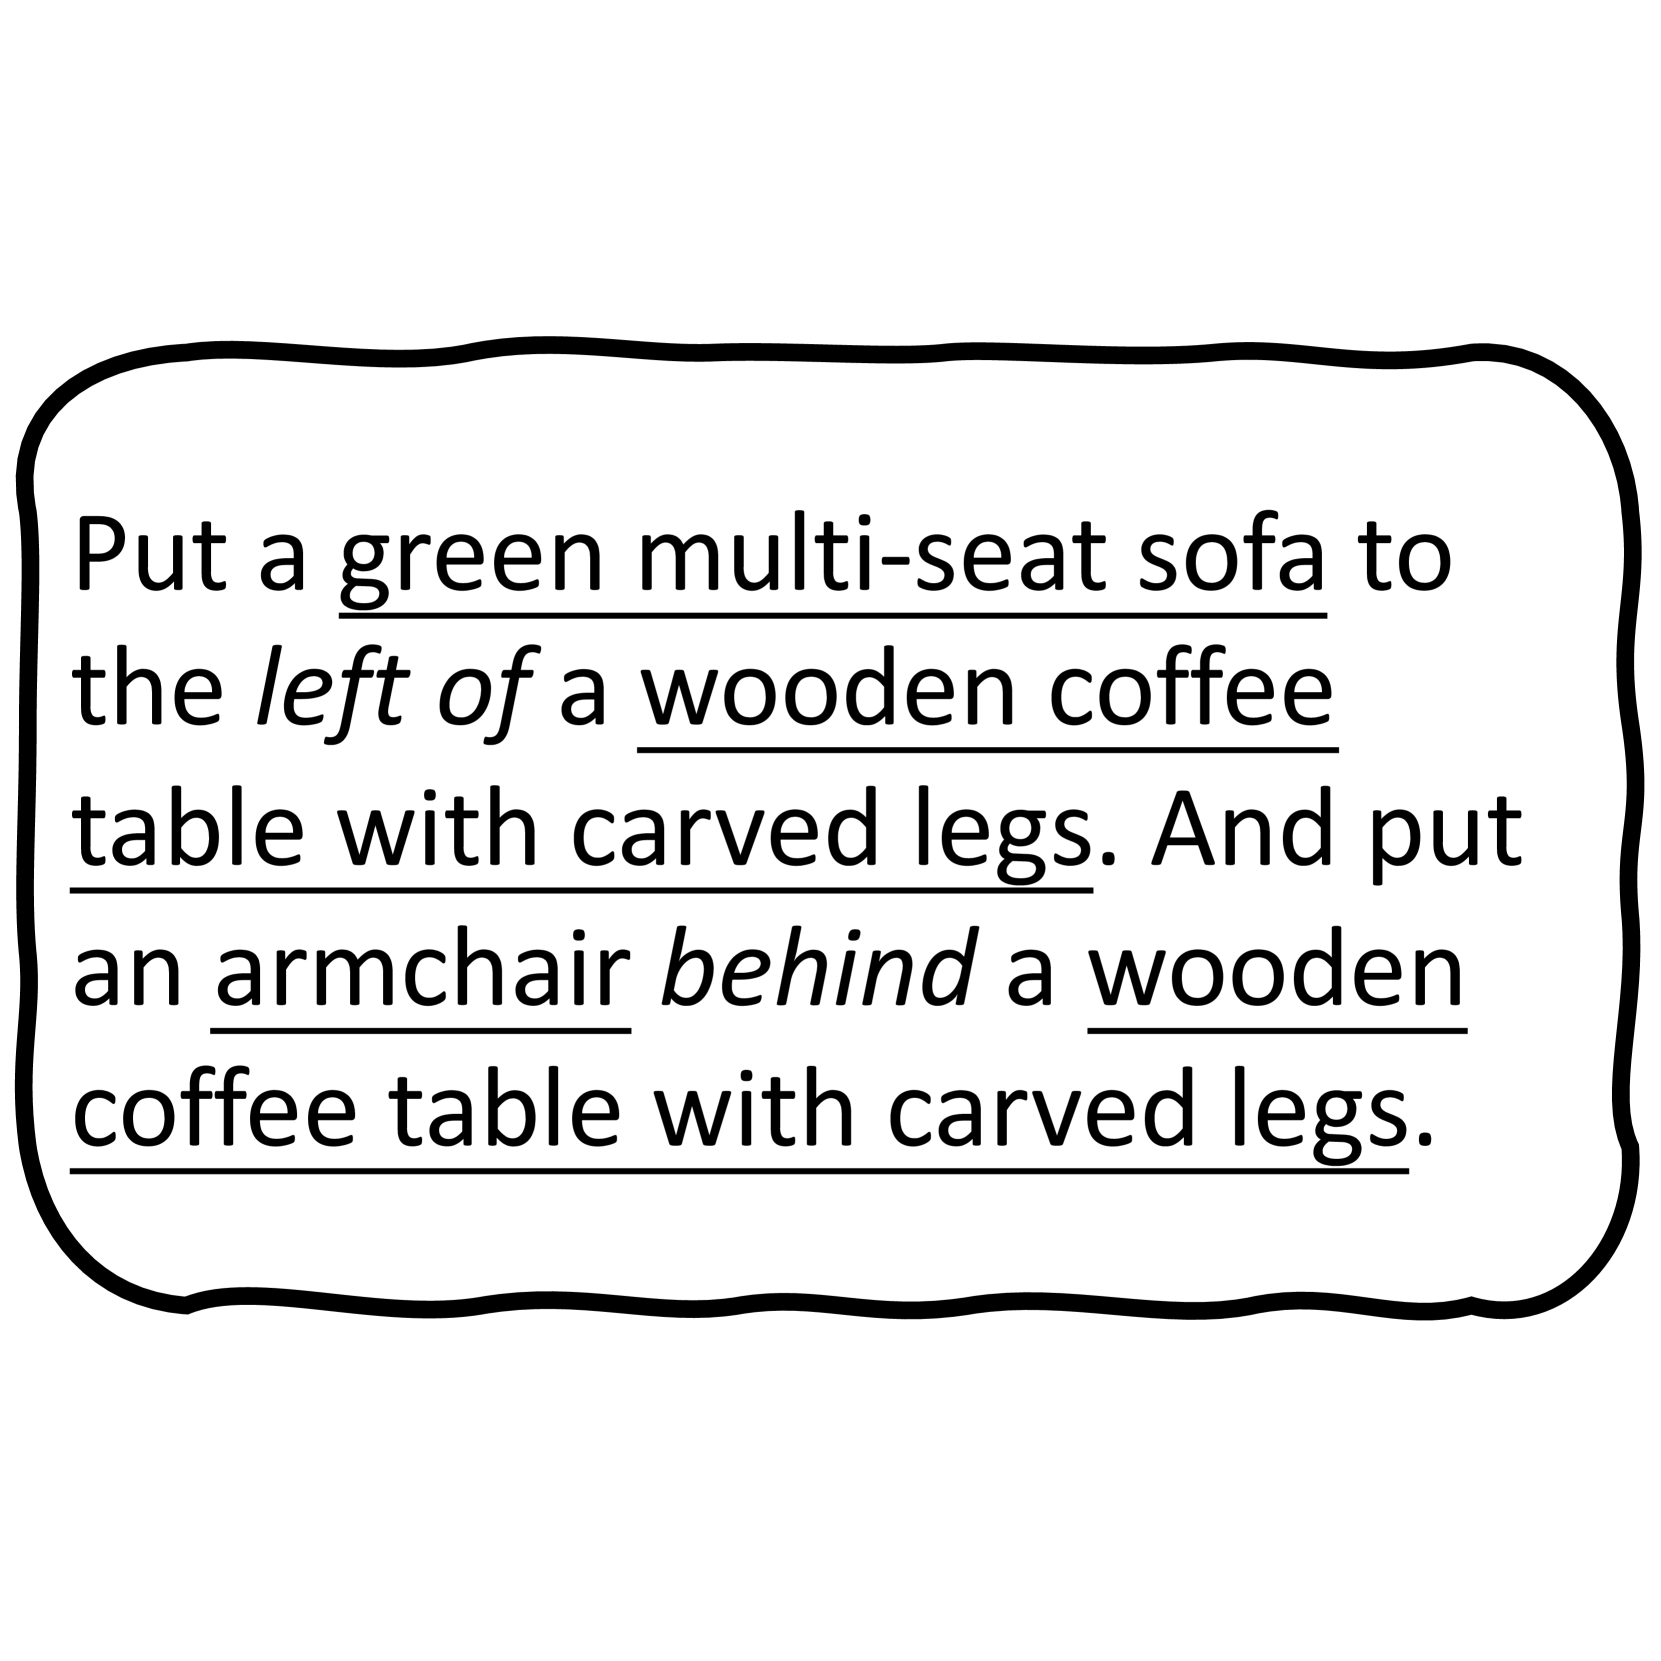 Put a green multi-seat sofa to
the left of a wooden coffee
table with carved legs. And put
an armchair behind a wooden
coffee table with carved legs.